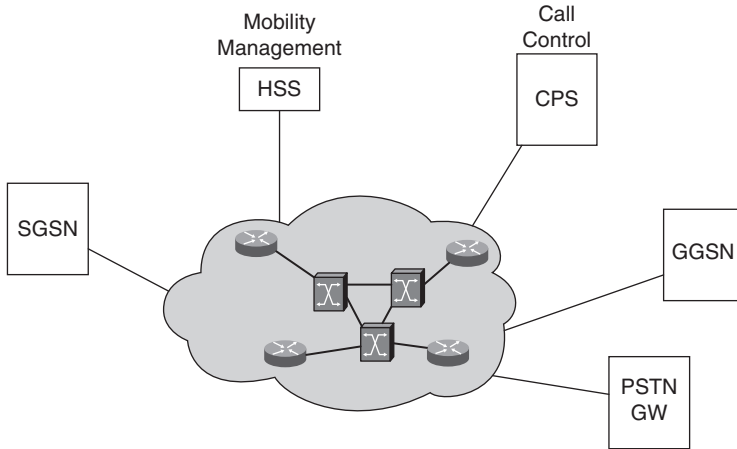 Mobility
Management
HSS
Call
Control
CPS
SGSN
GGSN
PSTN
GW